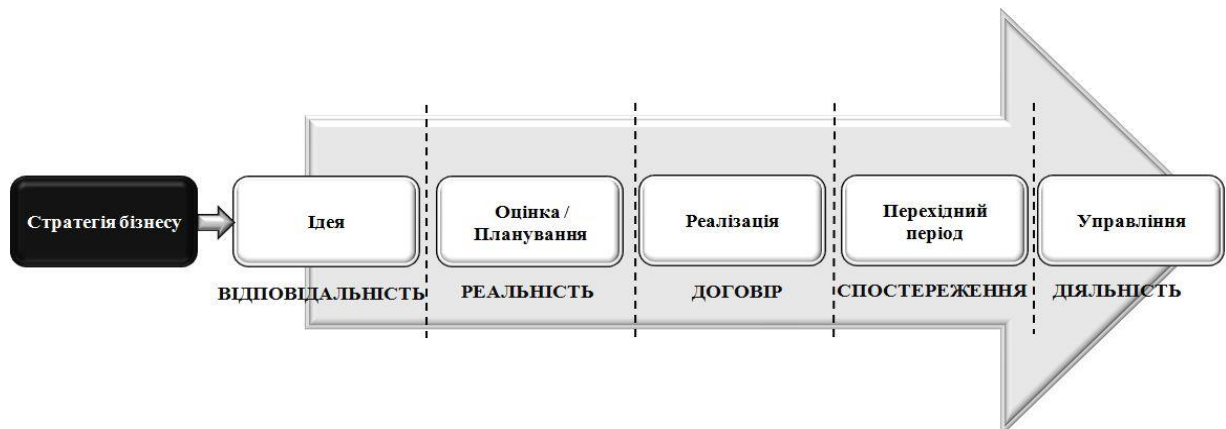 Стратегія бізнесу
Ідея
Оцінка /
Планування
Реалізація
Перехідний
період
Управління
ВІДПОВІДАЛЬНІСТЬ
РЕАЛЬНІСТЬ
ДОГОВІР
СПОСТЕРЕЖЕННЯ
ДІЯЛЬНІСТЬ